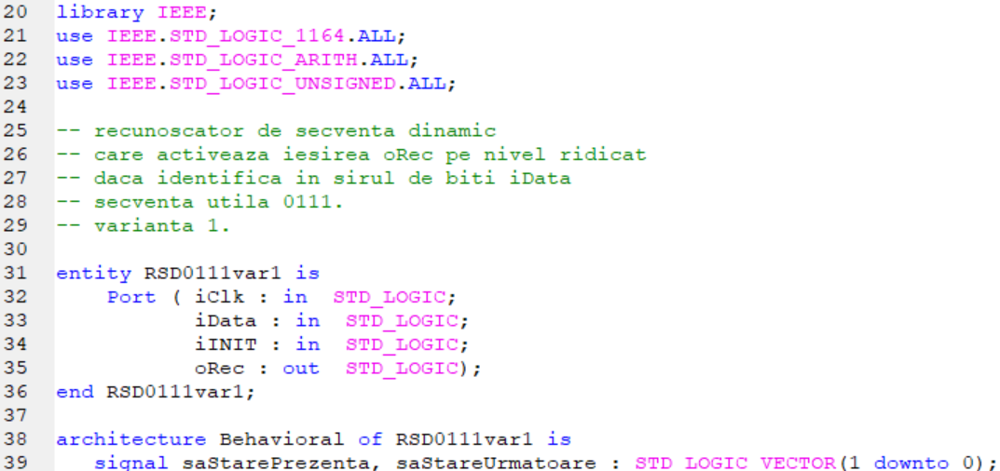 20 library IEEE;
21 use IEEE.STD_LOGIC_1164.ALL;
22 use IEEE.STD_LOGIC_ARITH.ALL;
23 use IEEE.STD_LOGIC_UNSIGNED.ALL;
24
25 -- recunoscator de secventa dinamic
26 -- care activeaza iesirea oRec pe nivel ridicat
27 -- daca identifica in sirul de biti iData
28 -- secventa utila 0111.
29 -- varianta 1.
30
31 entity RSD0111var1 is
32     Port ( iClk : in  STD_LOGIC;
33            iData : in  STD_LOGIC;
34            iINIT : in  STD_LOGIC;
35            oRec : out  STD_LOGIC);
36 end RSD0111var1;
37
38 architecture Behavioral of RSD0111var1 is
39    signal saStarePrezenta, saStareUrmatoare : STD_LOGIC_VECTOR(1 downto 0);